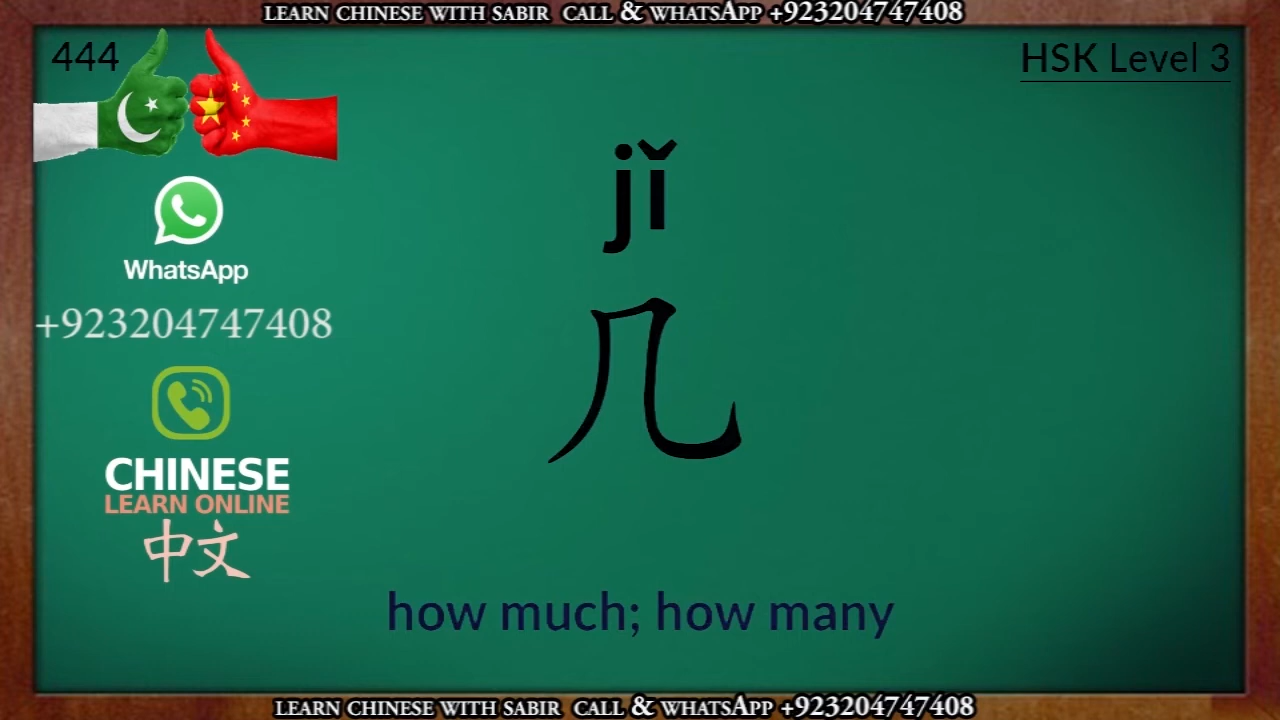 LEARN CHINESE WITH SABIR CALL & WHATSAPP +923204747408
444
HSK Level 3
jǐ
几
WhatsApp
+923204747408
CHINESE
LEARN ONLINE
中文
how much; how many
LEARN CHINESE WITH SABIR CALL & WHATSAPP +923204747408